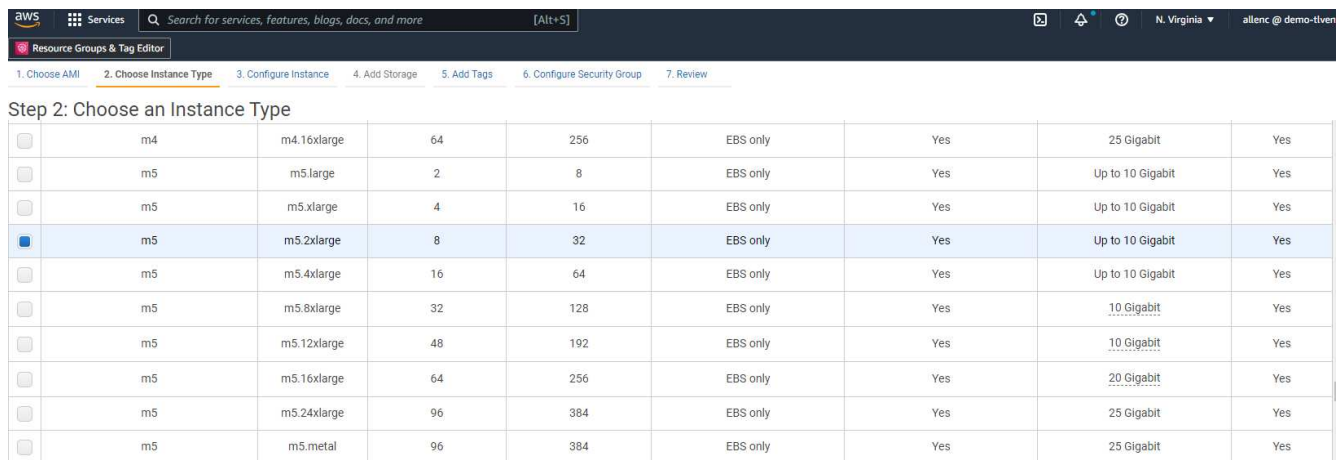 aws Services Search for services, features, blogs, docs, and more [Alt+S] N. Virginia ▼ allenc @ demo-tlven
Resource Groups & Tag Editor
1. Choose AMI 2. Choose Instance Type 3. Configure Instance 4. Add Storage 5. Add Tags 6. Configure Security Group 7. Review
Step 2: Choose an Instance Type
m4 m4.16xlarge 64 256 EBS only Yes 25 Gigabit Yes
m5 m5.large 2 8 EBS only Yes Up to 10 Gigabit Yes
m5 m5.xlarge 4 16 EBS only Yes Up to 10 Gigabit Yes
m5 m5.2xlarge 8 32 EBS only Yes Up to 10 Gigabit Yes
m5 m5.4xlarge 16 64 EBS only Yes Up to 10 Gigabit Yes
m5 m5.8xlarge 32 128 EBS only Yes 10 Gigabit Yes
m5 m5.12xlarge 48 192 EBS only Yes 10 Gigabit Yes
m5 m5.16xlarge 64 256 EBS only Yes 20 Gigabit Yes
m5 m5.24xlarge 96 384 EBS only Yes 25 Gigabit Yes
m5 m5.metal 96 384 EBS only Yes 25 Gigabit Yes